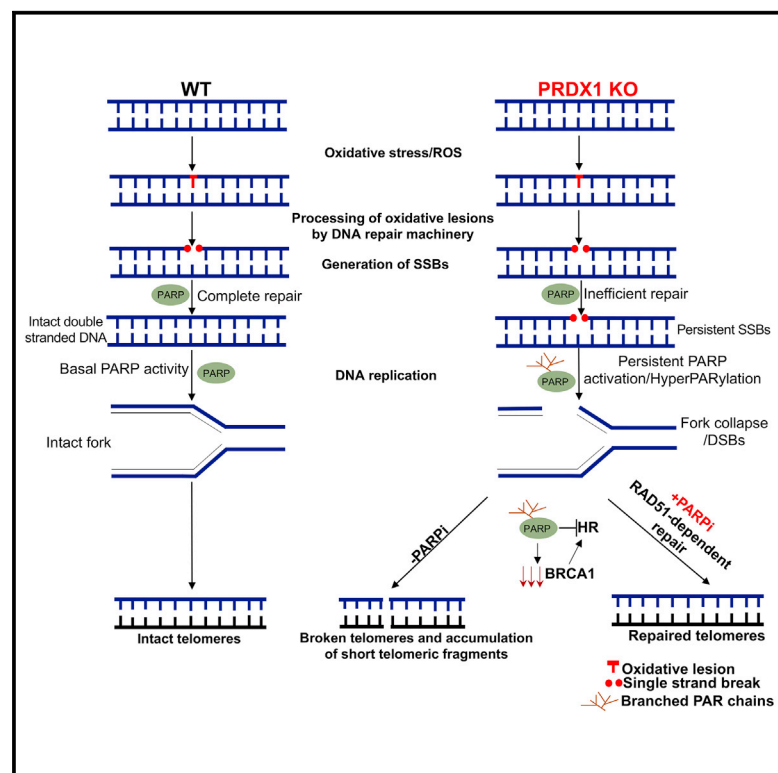 WT
PRDX1 KO
Oxidative stress/ROS
Processing of oxidative lesions
by DNA repair machinery
Generation of SSBs
PARP
Complete repair
PARP
Inefficient repair
Intact double
stranded DNA
Persistent SSBs
Basal PARP activity
PARP
DNA replication
PARP
Persistent PARP
activation/HyperPARylation
Intact fork
Fork collapse
/DSBs
-PARPi
PARP
HR
BRCA1
+PARPi
RAD51-dependent
repair
Intact telomeres
Broken telomeres and accumulation
of short telomeric fragments
Repaired telomeres
Oxidative lesion
Single strand break
Branched PAR chains